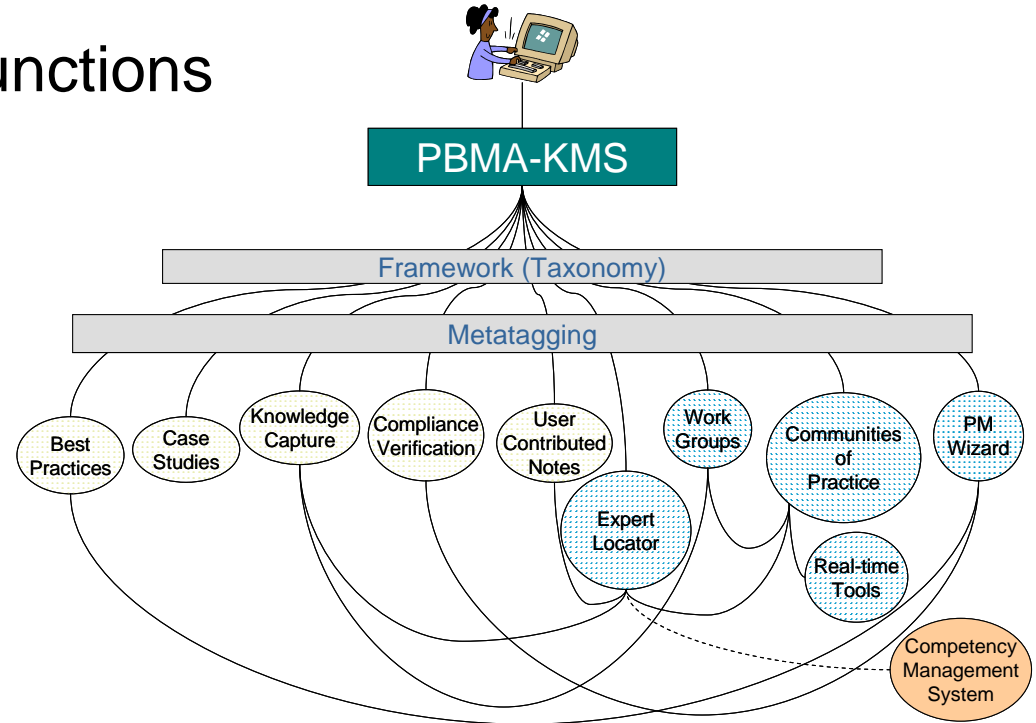 PBMA-KMS
Framework (Taxonomy)
Metatagging
Best
Practices
Case
Studies
Knowledge
Capture
Compliance
Verification
User
Contributed
Notes
Work
Groups
Communities
of
Practice
PM
Wizard
Expert
Locator
Real-time
Tools
Competency
Management
System